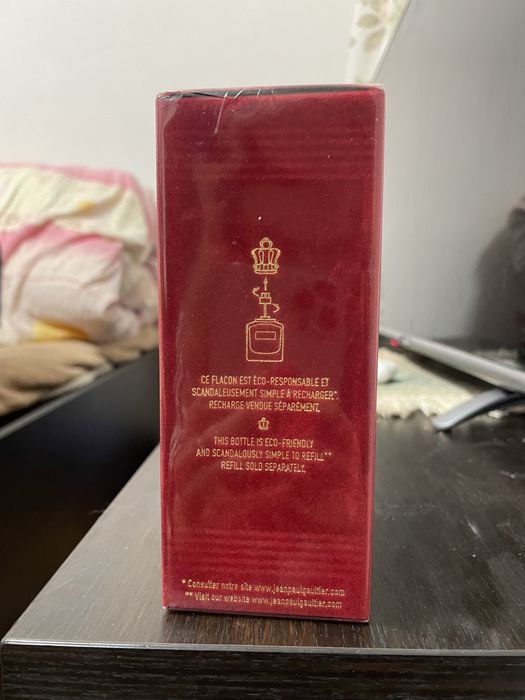 CE FLACON EST ÉCO-RESPONSABLE ET
SCANDALEUSEMENT SIMPLE À RECHARGER*.
RECHARGE VENDUE SÉPARÉMENT.
THIS BOTTLE IS ECO-FRIENDLY
AND SCANDALOUSLY SIMPLE TO REFILL**
REFILL SOLD SEPARATELY.
* Consulter notre site www.jeanpaulgaultier.com
** Visit our website www.jeanpaulgaultier.com